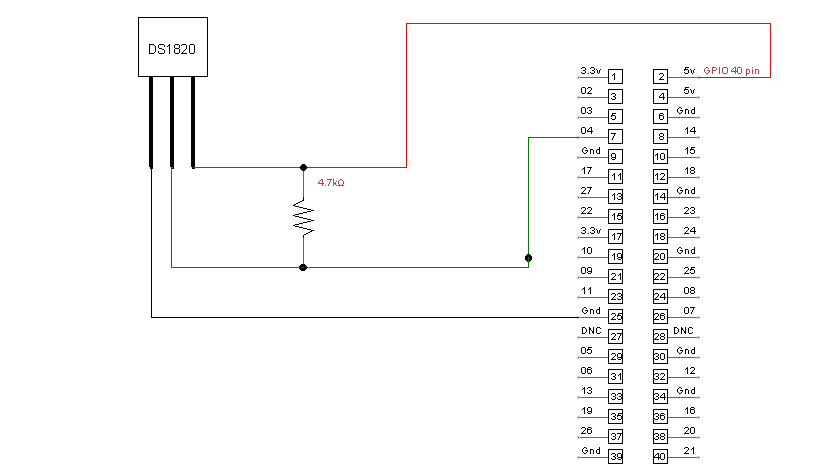 DS1820
4.7kΩ
GPIO 40 pin
3.3v 1 2 5v
02 3 4 5v
03 5 6 Gnd
04 7 8 14
Gnd 9 10 15
17 11 12 18
27 13 14 Gnd
22 15 16 23
3.3v 17 18 24
10 19 20 Gnd
09 21 22 25
11 23 24 08
Gnd 25 26 07
DNC 27 28 DNC
05 29 30 Gnd
06 31 32 12
13 33 34 Gnd
19 35 36 16
26 37 38 20
Gnd 39 40 21